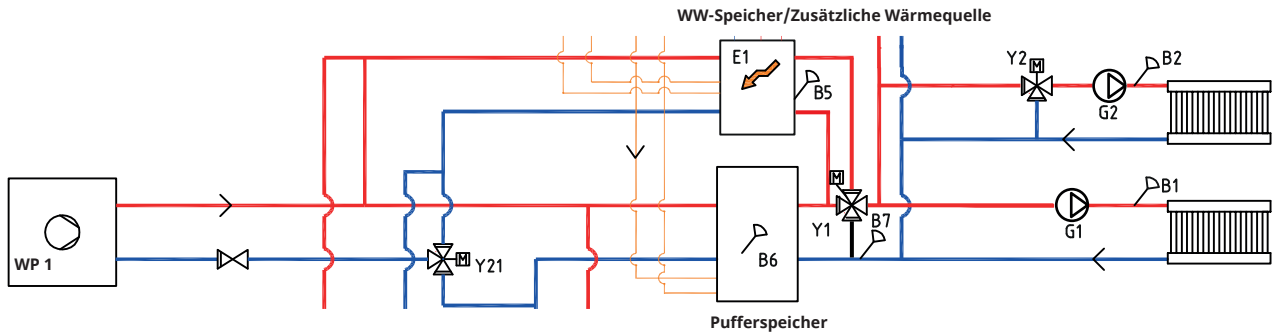 WW-Speicher/Zusätzliche Wärmequelle
E1
Y2
M
B2
B5
G2
M
B1
WP 1
M
Y21
Y1
B7
G1
B6
Pufferspeicher